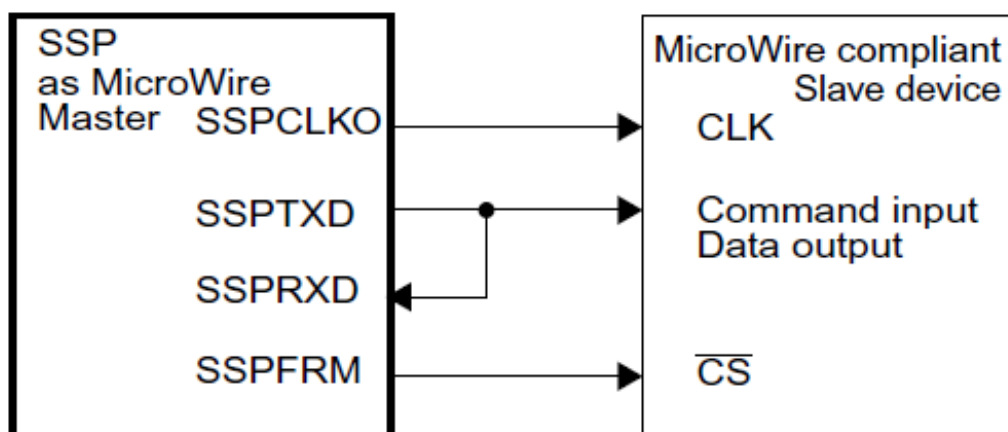 SSP
as MicroWire
Master
SSPCLKO
SSPTXD
SSPRXD
SSPFRM
MicroWire compliant
Slave device
CLK
Command input
Data output
CS